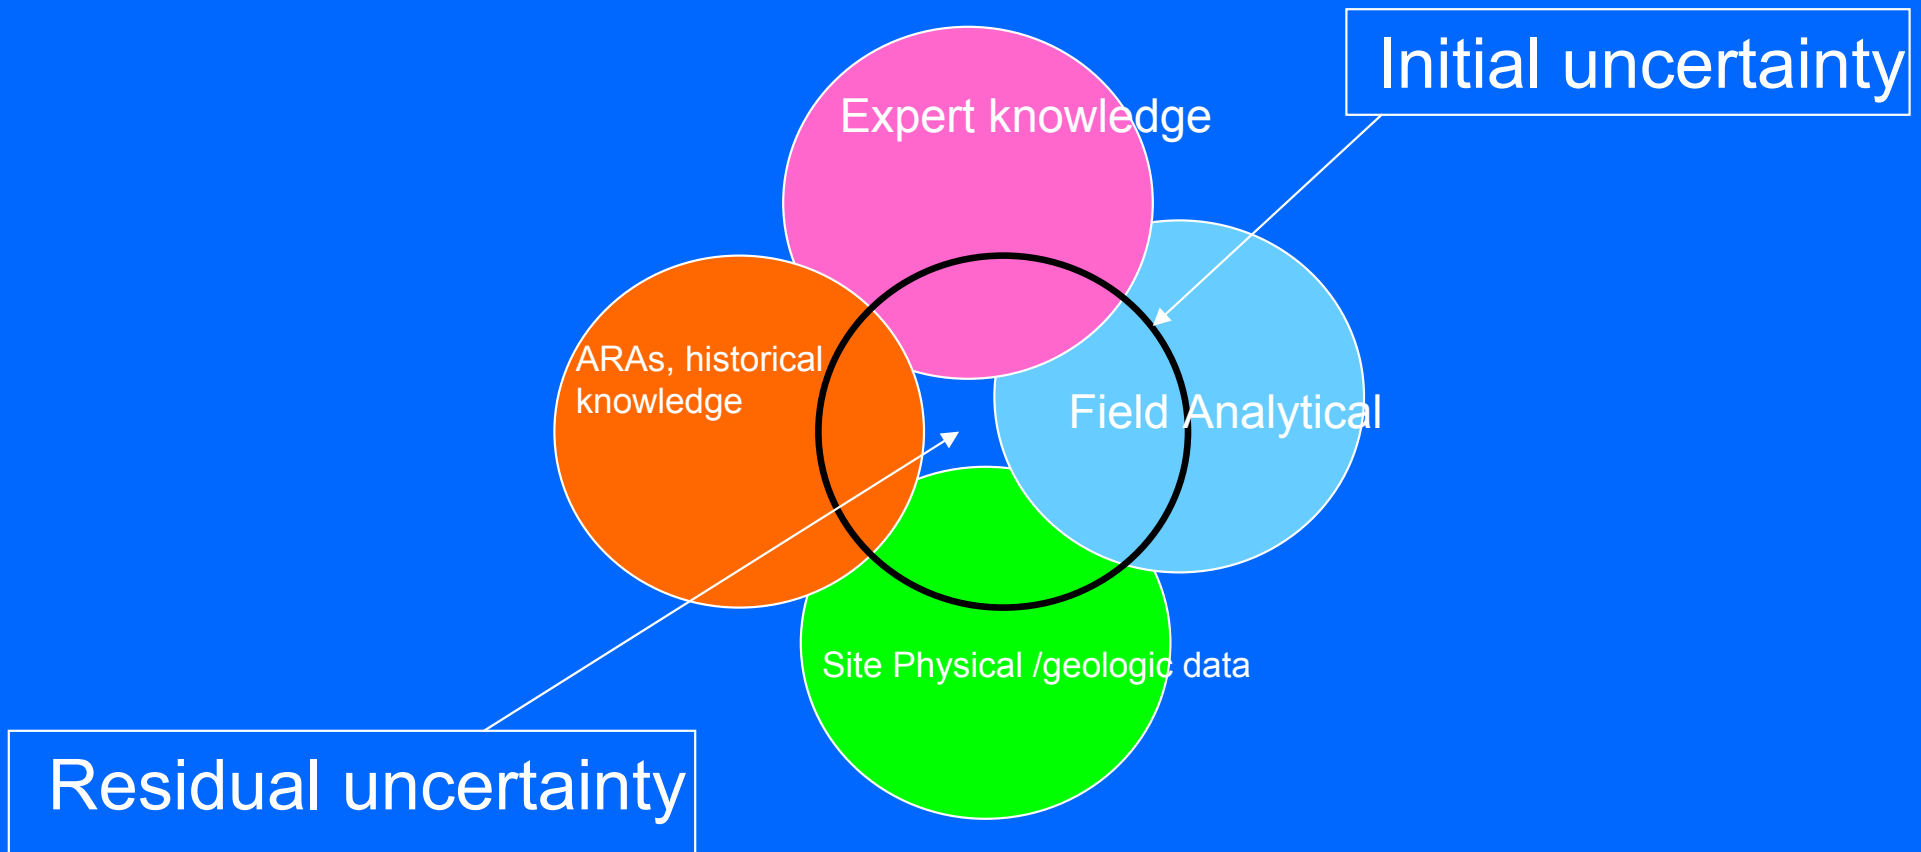 Initial uncertainty
Expert knowledge
ARAs, historical
knowledge
Field Analytical
Site Physical /geologic data
Residual uncertainty